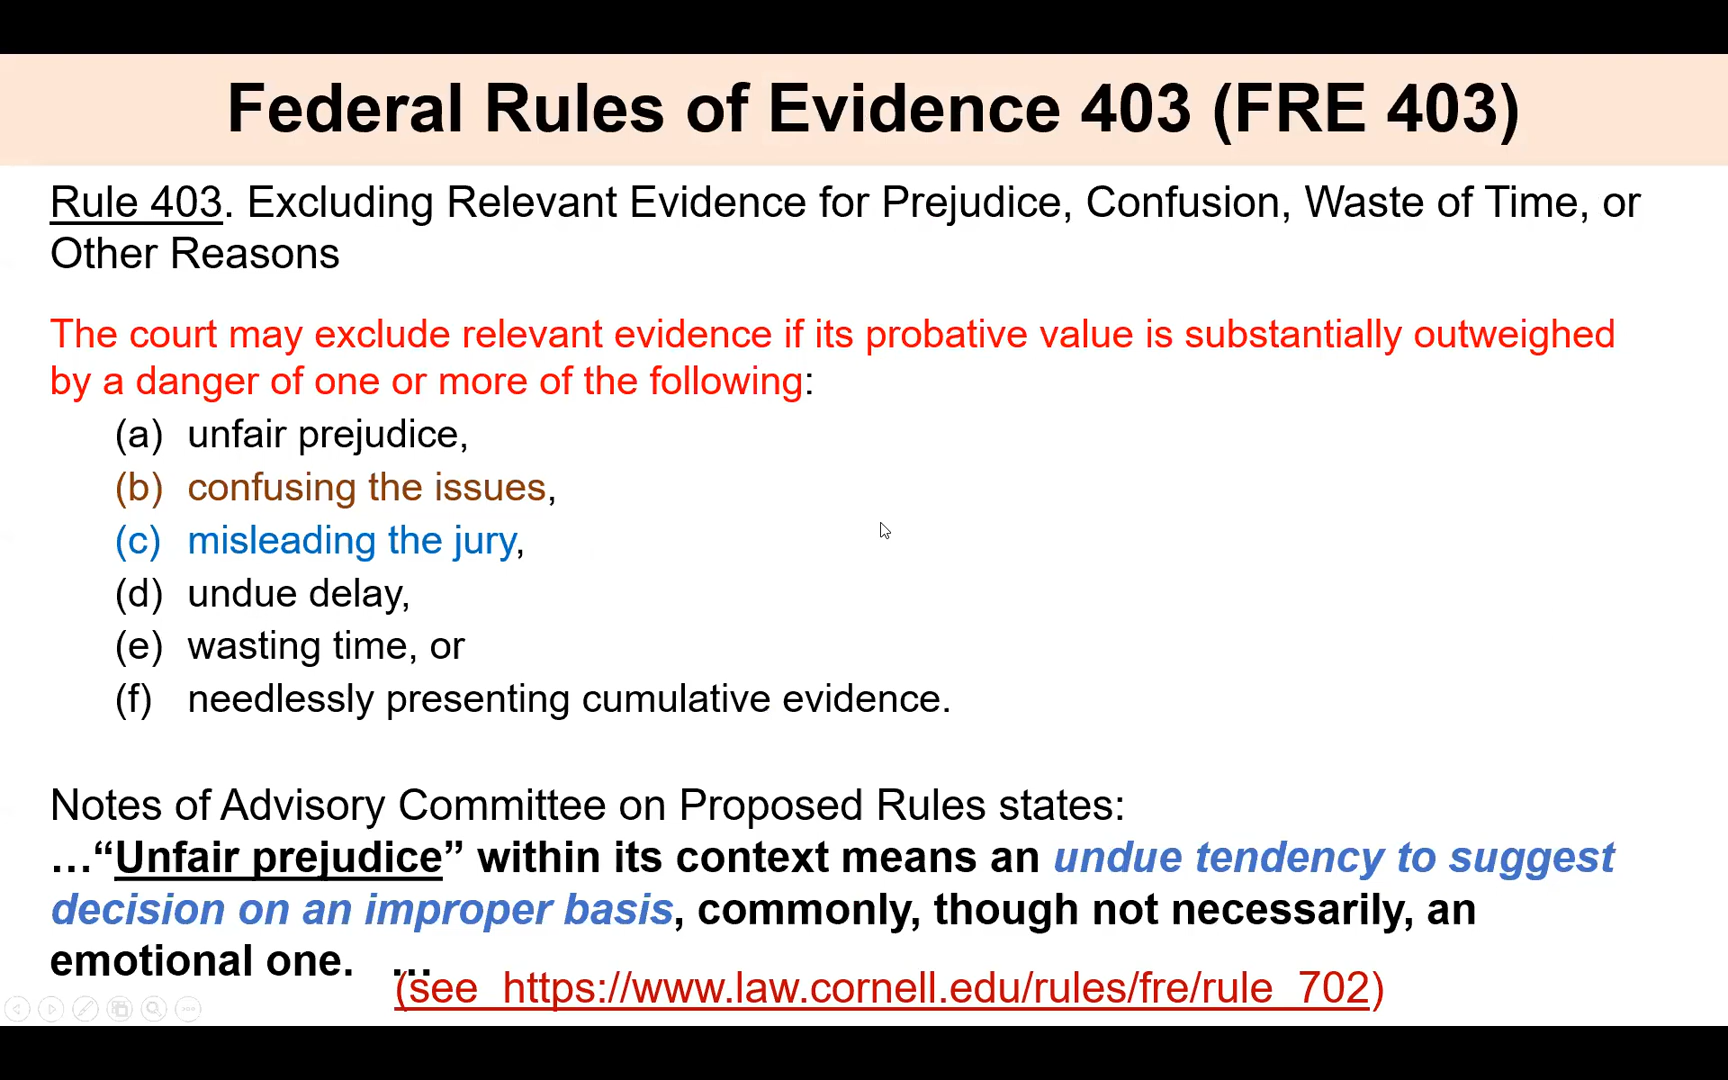 Federal Rules of Evidence 403 (FRE 403)
Rule 403. Excluding Relevant Evidence for Prejudice, Confusion, Waste of Time, or
Other Reasons
The court may exclude relevant evidence if its probative value is substantially outweighed
by a danger of one or more of the following:
(a) unfair prejudice,
(b) confusing the issues,
(c) misleading the jury,
(d) undue delay,
(e) wasting time, or
(f) needlessly presenting cumulative evidence.
Notes of Advisory Committee on Proposed Rules states:
…“Unfair prejudice” within its context means an undue tendency to suggest
decision on an improper basis, commonly, though not necessarily, an
emotional one. …
(see https://www.law.cornell.edu/rules/fre/rule_702)